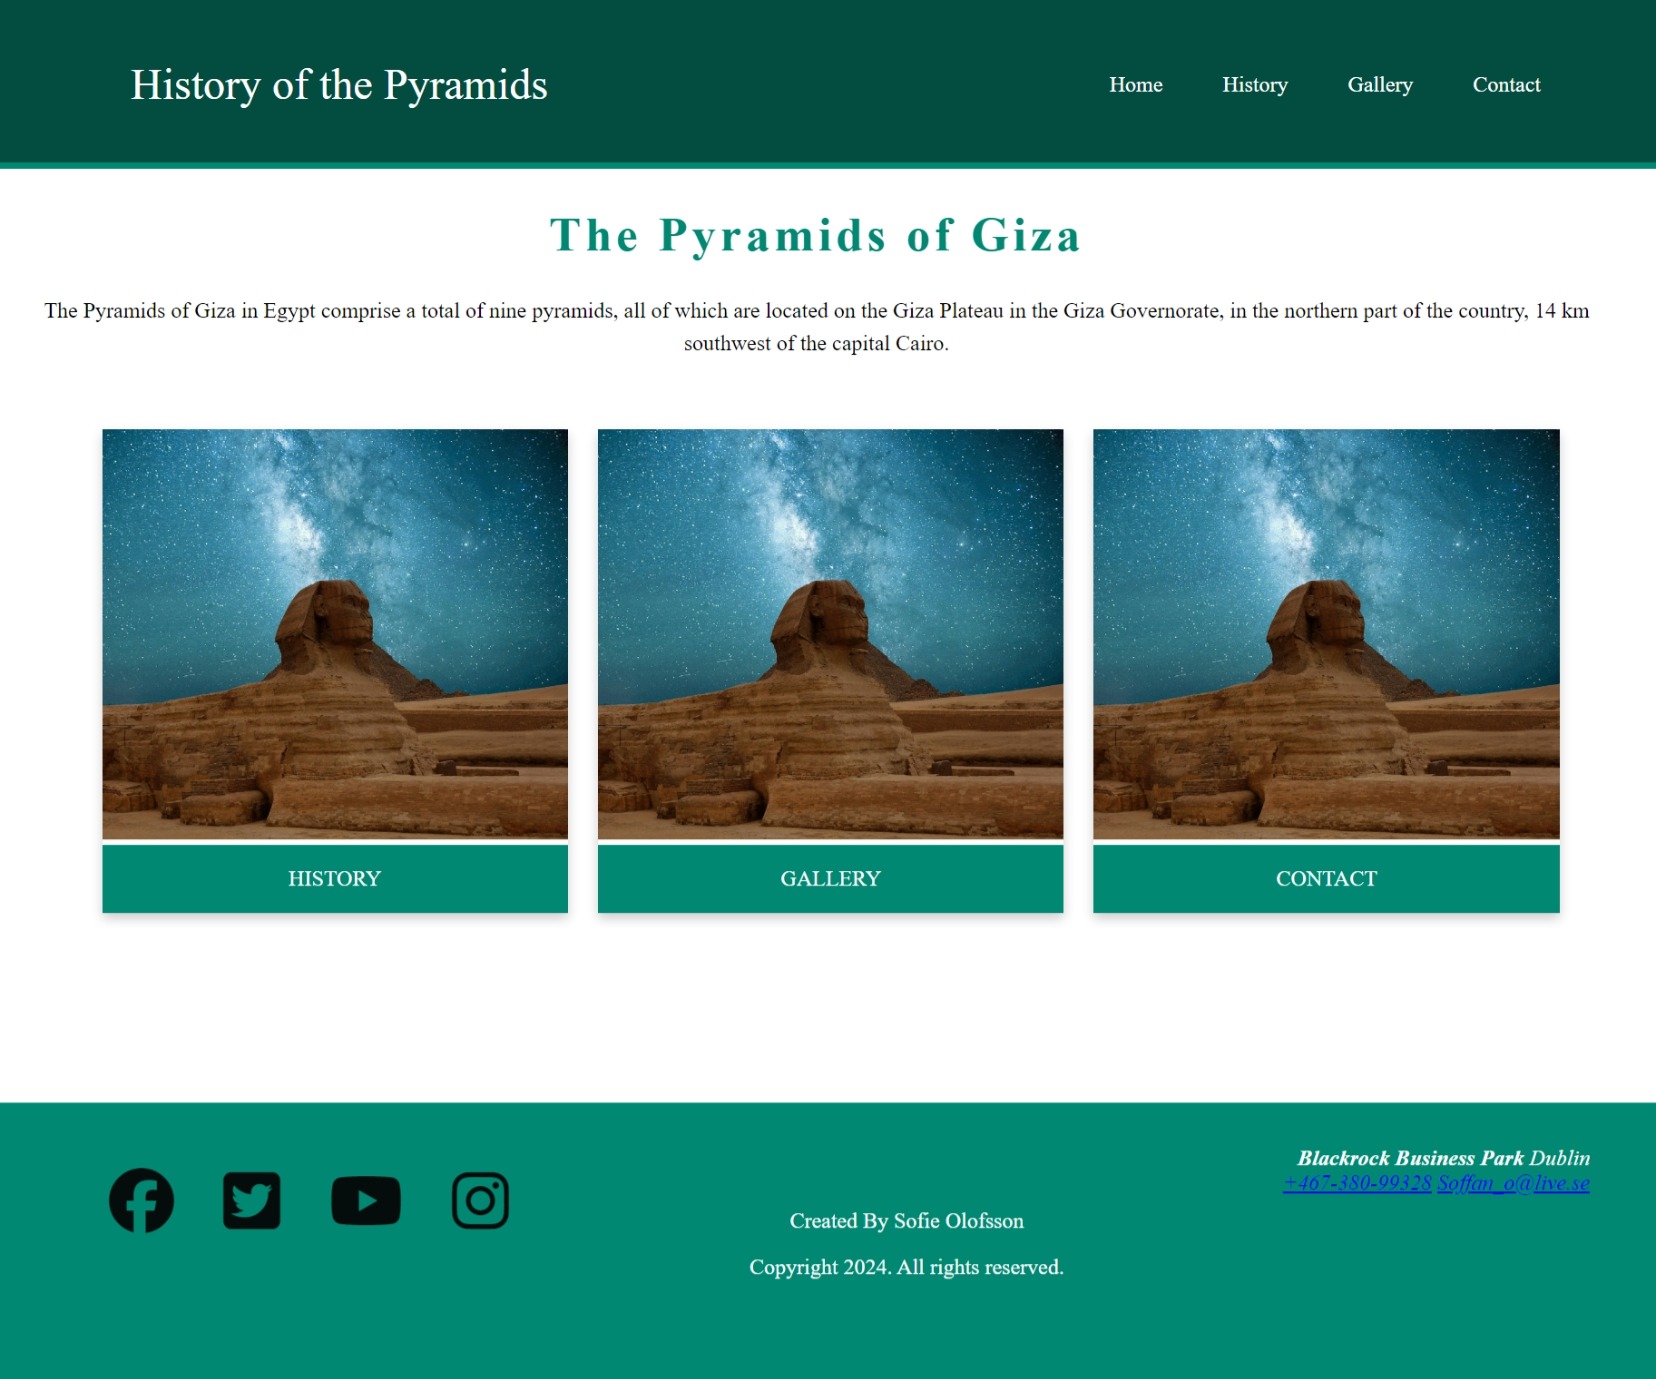 History of the Pyramids
Home History Gallery Contact
The Pyramids of Giza
The Pyramids of Giza in Egypt comprise a total of nine pyramids, all of which are located on the Giza Plateau in the Giza Governorate, in the northern part of the country, 14 km
southwest of the capital Cairo.
HISTORY
GALLERY
CONTACT
Created By Sofie Olofsson
Copyright 2024. All rights reserved.
Blackrock Business Park Dublin
+467-380-99328 Soffan_o@live.se